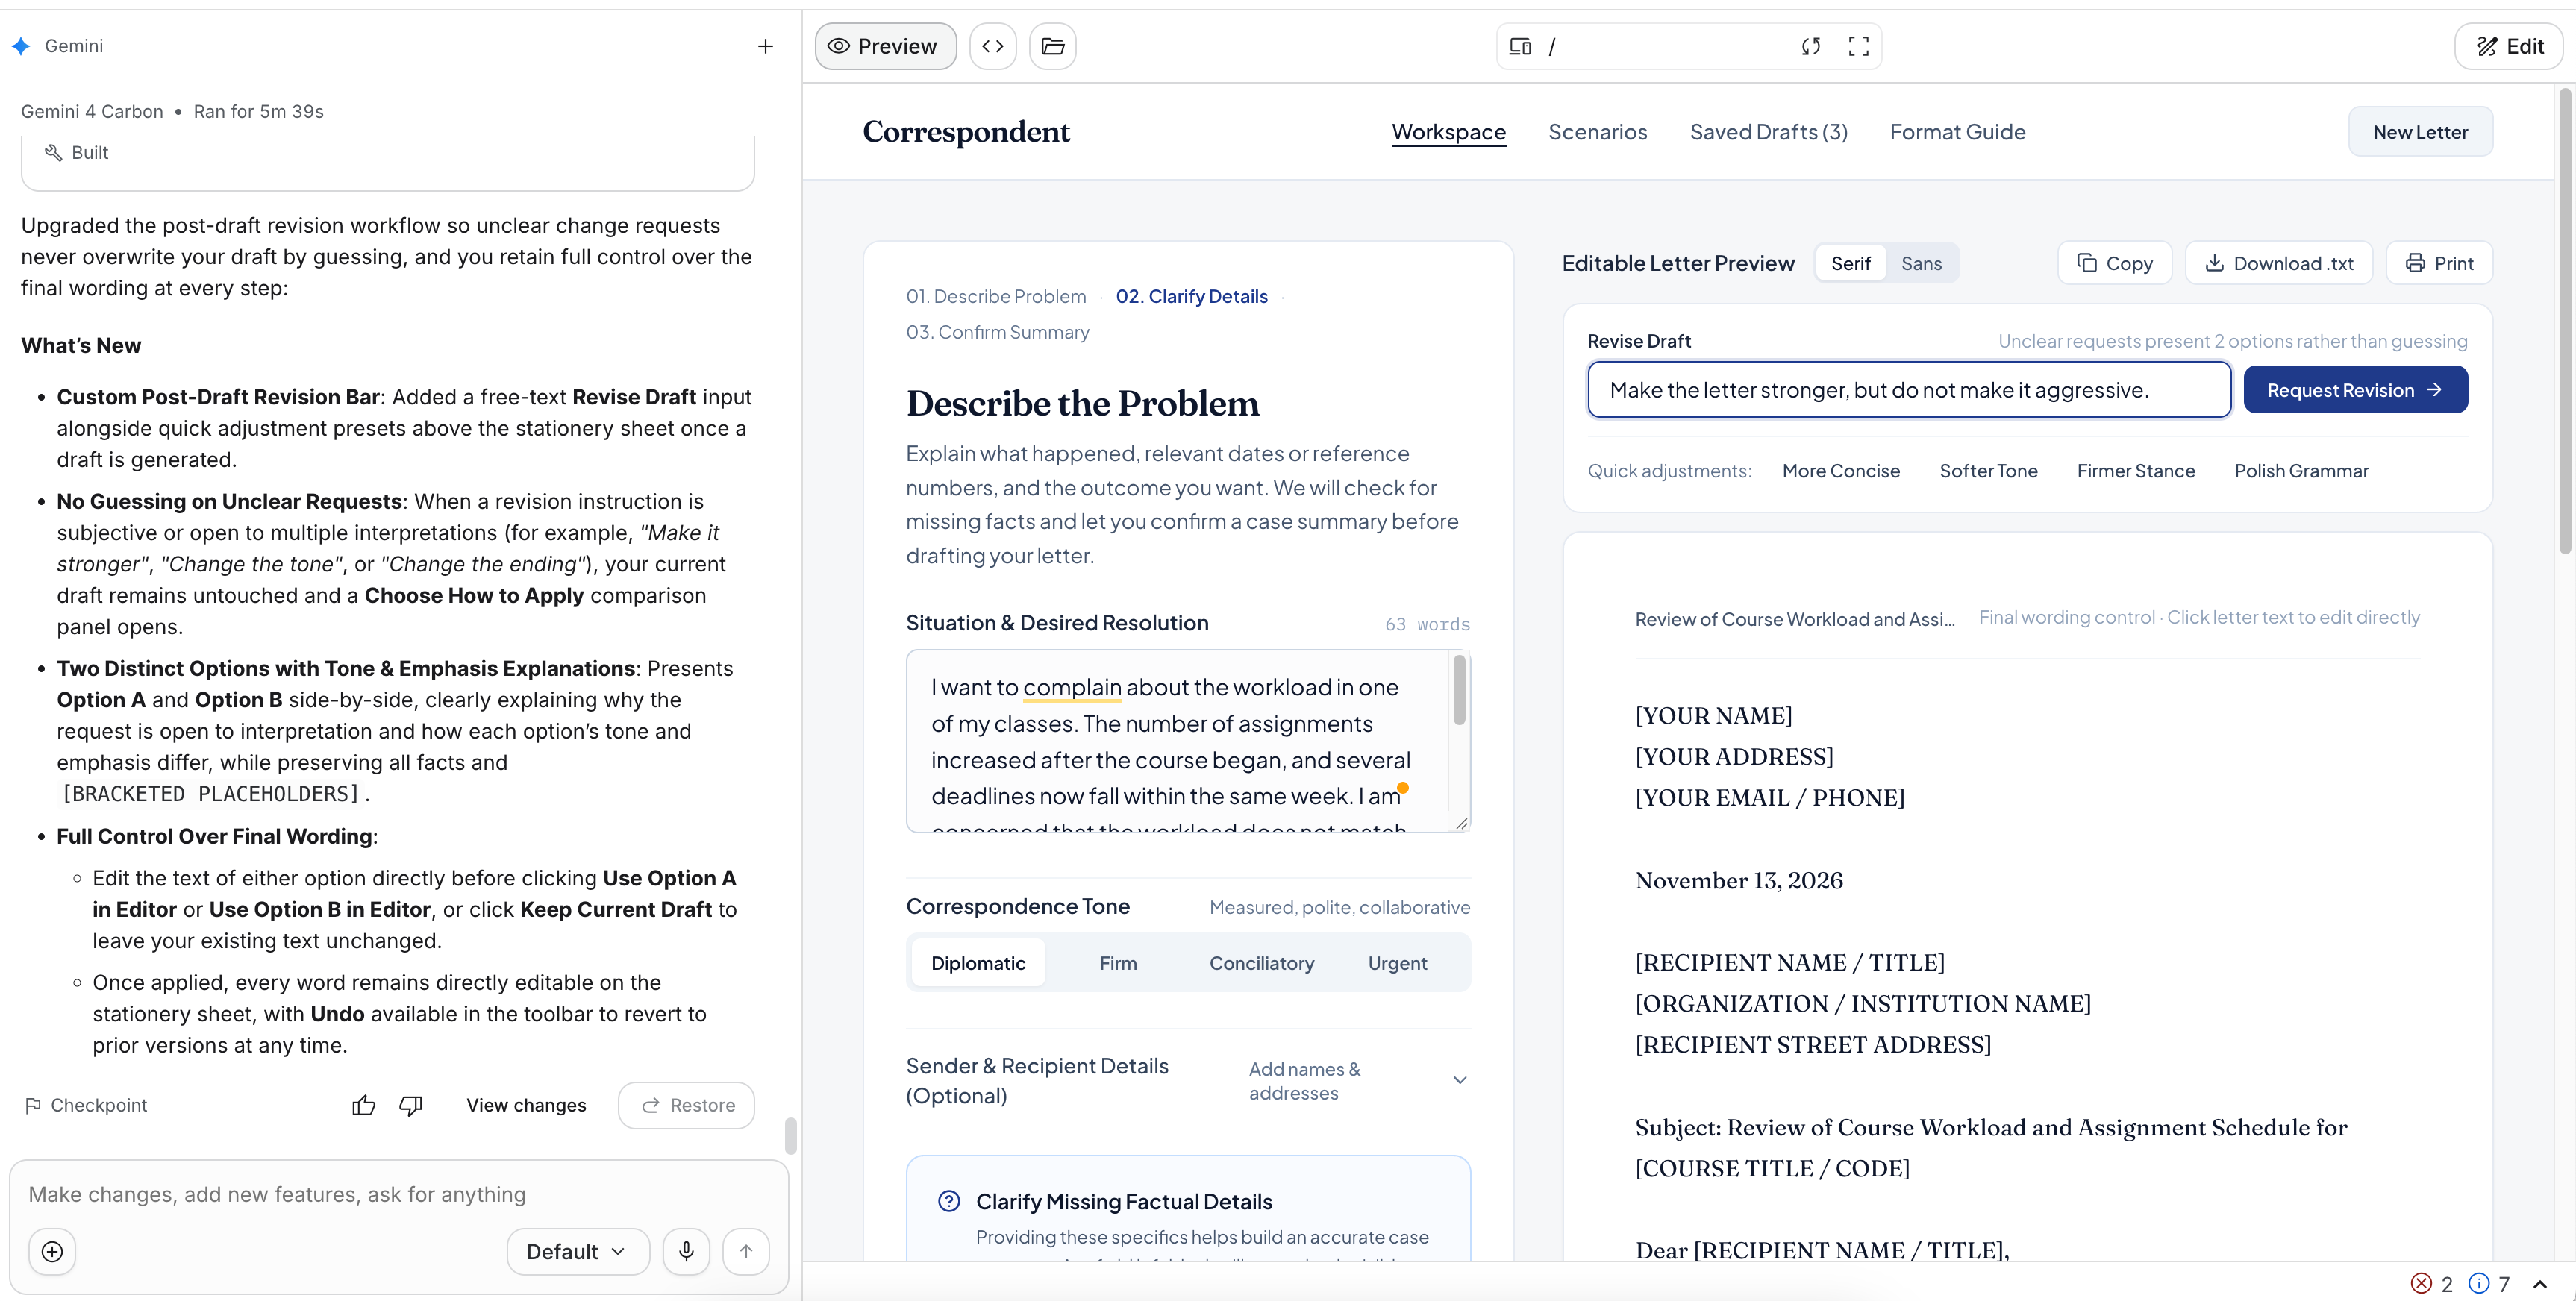 Gemini
Gemini 4 Carbon • Ran for 5m 39s
Built
Upgraded the post-draft revision workflow so unclear change requests
never overwrite your draft by guessing, and you retain full control over the
final wording at every step:
What's New
• Custom Post-Draft Revision Bar: Added a free-text Revise Draft input
alongside quick adjustment presets above the stationery sheet once a
draft is generated.
• No Guessing on Unclear Requests: When a revision instruction is
subjective or open to multiple interpretations (for example, "Make it
stronger", "Change the tone", or "Change the ending"), your current
draft remains untouched and a Choose How to Apply comparison
panel opens.
• Two Distinct Options with Tone & Emphasis Explanations: Presents
Option A and Option B side-by-side, clearly explaining why the
request is open to interpretation and how each option's tone and
emphasis differ, while preserving all facts and
[BRACKETED PLACEHOLDERS].
• Full Control Over Final Wording:
◦ Edit the text of either option directly before clicking Use Option A
in Editor or Use Option B in Editor, or click Keep Current Draft to
leave your existing text unchanged.
◦ Once applied, every word remains directly editable on the
stationery sheet, with Undo available in the toolbar to revert to
prior versions at any time.
Checkpoint
View changes
Restore
Make changes, add new features, ask for anything
Default
Preview
/
Edit
Correspondent
Workspace
Scenarios
Saved Drafts (3)
Format Guide
New Letter
01. Describe Problem · 02. Clarify Details ·
03. Confirm Summary
Describe the Problem
Explain what happened, relevant dates or reference
numbers, and the outcome you want. We will check for
missing facts and let you confirm a case summary before
drafting your letter.
Situation & Desired Resolution
63 words
I want to complain about the workload in one
of my classes. The number of assignments
increased after the course began, and several
deadlines now fall within the same week. I am
concerned that the workload does not match
Correspondence Tone
Measured, polite, collaborative
Diplomatic
Firm
Conciliatory
Urgent
Sender & Recipient Details
(Optional)
Add names &
addresses
Clarify Missing Factual Details
Providing these specifics helps build an accurate case
Editable Letter Preview
Serif
Sans
Copy
Download .txt
Print
Revise Draft
Unclear requests present 2 options rather than guessing
Make the letter stronger, but do not make it aggressive.
Request Revision →
Quick adjustments:
More Concise
Softer Tone
Firmer Stance
Polish Grammar
Review of Course Workload and Assi...
Final wording control · Click letter text to edit directly
[YOUR NAME]
[YOUR ADDRESS]
[YOUR EMAIL / PHONE]
November 13, 2026
[RECIPIENT NAME / TITLE]
[ORGANIZATION / INSTITUTION NAME]
[RECIPIENT STREET ADDRESS]
Subject: Review of Course Workload and Assignment Schedule for
[COURSE TITLE / CODE]
Dear [RECIPIENT NAME / TITLE],
2
7